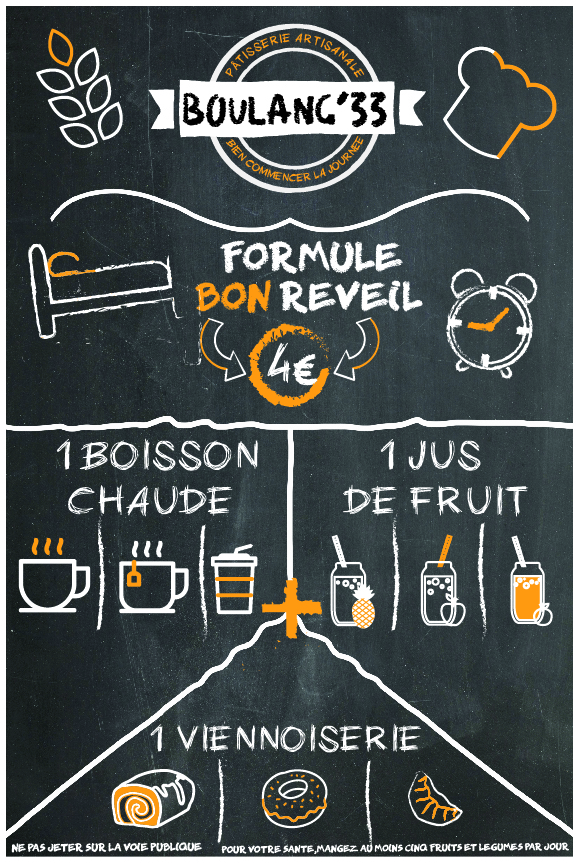 PÂTISSERIE ARTISANALE
BOULANG'33
BIEN COMMENCER LA JOURNÉE
FORMULE
BON REVEIL
4€
1 BOISSON
CHAUDE
1 JUS
DE FRUIT
+
1 VIENNOISERIE
NE PAS JETER SUR LA VOIE PUBLIQUE
POUR VOTRE SANTE, MANGEZ AU MOINS CINQ FRUITS ET LEGUMES PAR JOUR